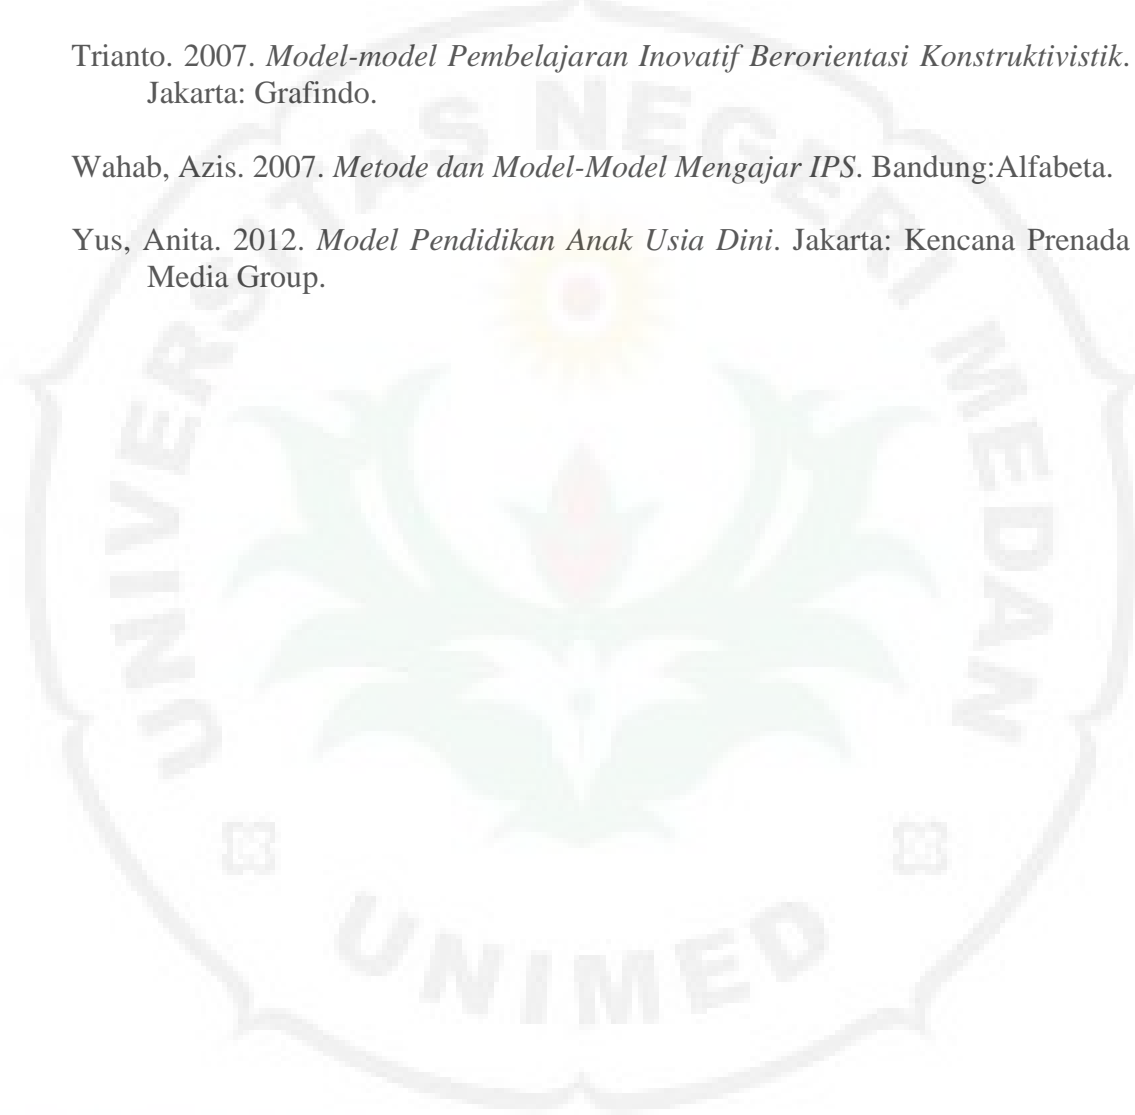 Trianto. 2007. Model-model Pembelajaran Inovatif Berorientasi Konstruktivistik.
Jakarta: Grafindo.
Wahab, Azis. 2007. Metode dan Model-Model Mengajar IPS. Bandung:Alfabeta.
Yus, Anita. 2012. Model Pendidikan Anak Usia Dini. Jakarta: Kencana Prenada
Media Group.
UNIVERSITAS NEGERI MEDAN
UNIMED